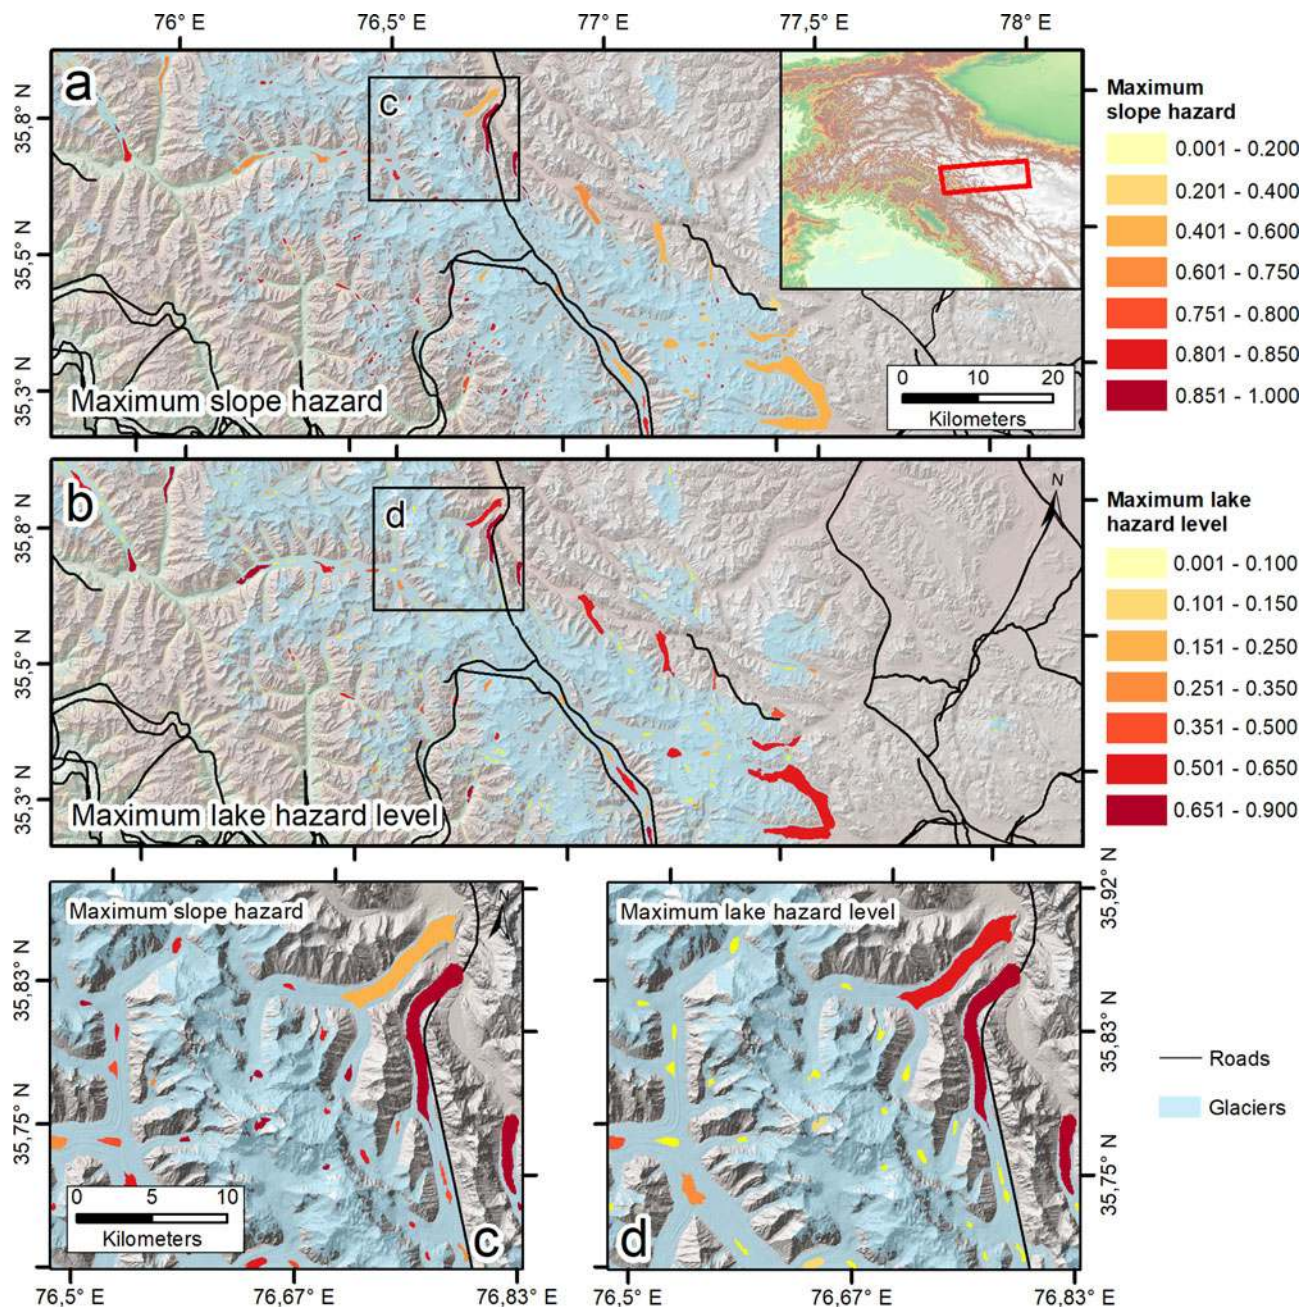 76° E
76,5° E
77° E
77,5° E
78° E
a
C
35,8° N
35,5° N
35,3° N
Maximum slope hazard
0 10 20
Kilometers
Maximum
slope hazard
0.001 - 0.200
0.201 - 0.400
0.401 - 0.600
0.601 - 0.750
0.751 - 0.800
0.801 - 0.850
0.851 - 1.000
b
d
N
35,8° N
35,5° N
35,3° N
Maximum lake hazard level
Maximum lake
hazard level
0.001 - 0.100
0.101 - 0.150
0.151 - 0.250
0.251 - 0.350
0.351 - 0.500
0.501 - 0.650
0.651 - 0.900
Maximum slope hazard
N
35,83° N
35,75° N
0 5 10
Kilometers
c
76,5° E
76,67° E
76,83° E
Maximum lake hazard level
35,92° N
35,83° N
35,75° N
d
76,5° E
76,67° E
76,83° E
Roads
Glaciers